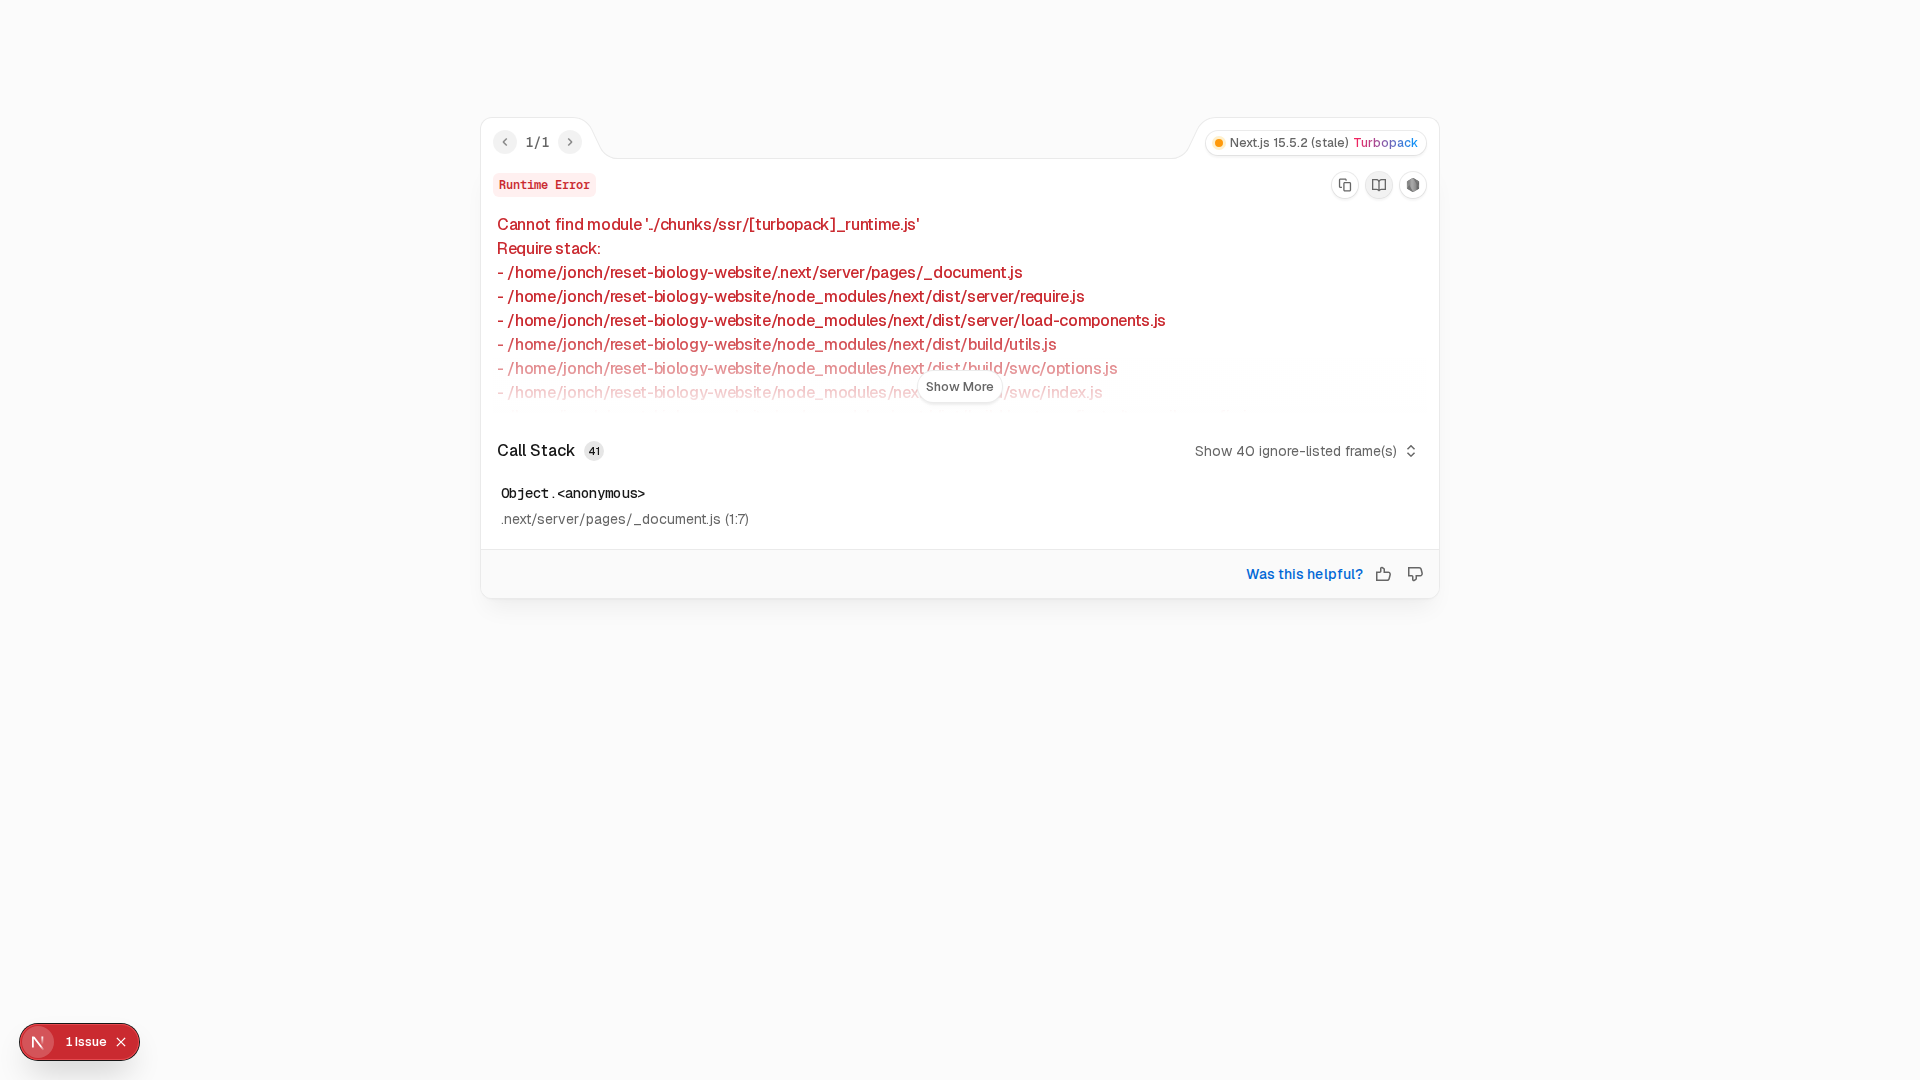 1/1
Next.js 15.5.2 (stale) Turbopack
Runtime Error
Cannot find module '../chunks/ssr/[turbopack]_runtime.js'
Require stack:
- /home/jonch/reset-biology-website/.next/server/pages/_document.js
- /home/jonch/reset-biology-website/node_modules/next/dist/server/require.js
- /home/jonch/reset-biology-website/node_modules/next/dist/server/load-components.js
- /home/jonch/reset-biology-website/node_modules/next/dist/build/utils.js
- /home/jonch/reset-biology-website/node_modules/next/dist/build/swc/options.js
- /home/jonch/reset-biology-website/node_modules/nex /swc/index.js
Show More
Call Stack 41
Show 40 ignore-listed frame(s)
Object.<anonymous>
.next/server/pages/_document.js (1:7)
Was this helpful?
1 Issue